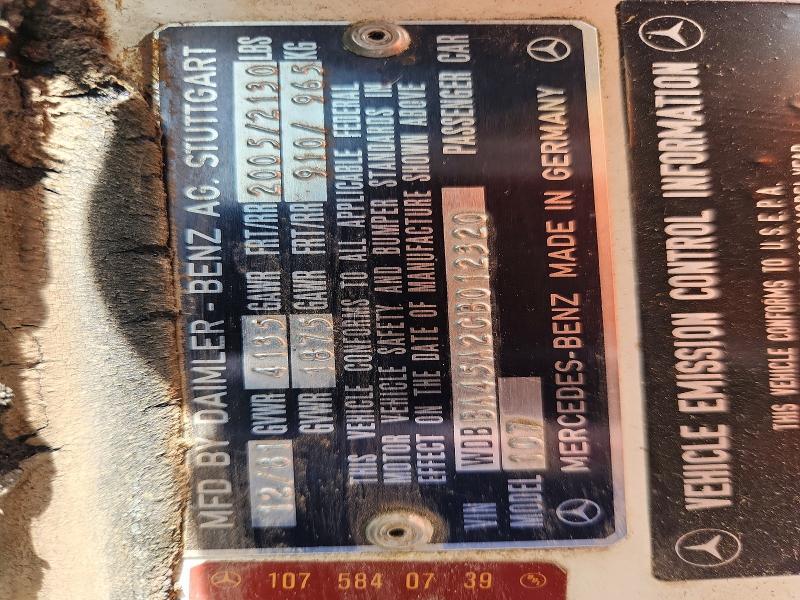 MFD BY DAIMLER - BENZ AG. STUTTGART
12/81 GVWR 4135 GAWR FRT/RR 2005/2130 LBS
GVWR 1875 GAWR FRT/RR 910/ 965 KG
THIS VEHICLE CONFORMS TO ALL APPLICABLE FEDERAL
MOTOR VEHICLE SAFETY AND BUMPER STANDARDS IN
EFFECT ON THE DATE OF MANUFACTURE SHOWN ABOVE
VIN WDBBA45A2CB012320 PASSENGER CAR
MODEL 107
MERCEDES-BENZ MADE IN GERMANY
VEHICLE EMISSION CONTROL INFORMATION
THIS VEHICLE CONFORMS TO U.S.E.P.A.
107 584 07 39